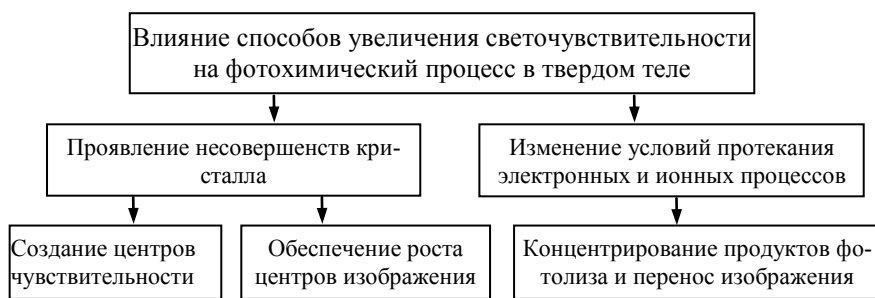 Влияние способов увеличения светочувствительности
на фотохимический процесс в твердом теле
Проявление несовершенств кри-
сталла
Изменение условий протекания
электронных и ионных процессов
Создание центров
чувствительности
Обеспечение роста
центров изображения
Концентрирование продуктов фо-
толиза и перенос изображения